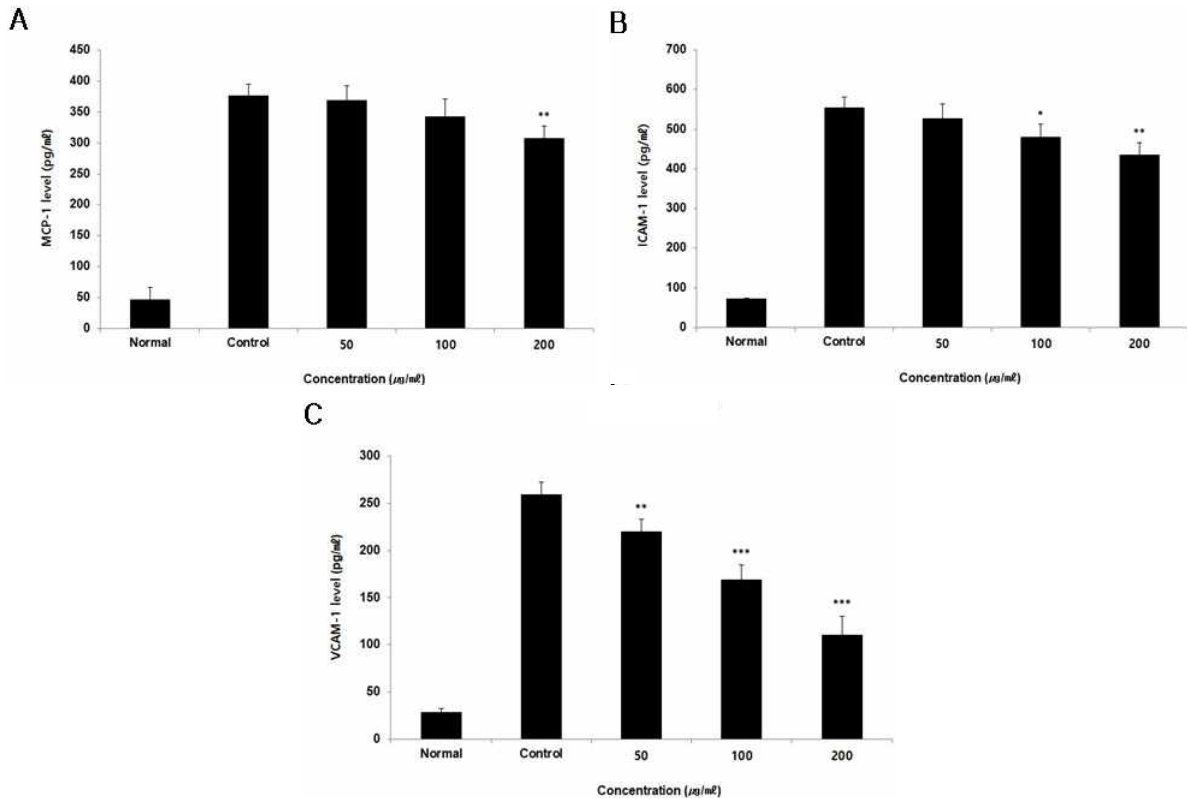 A
450
400
350
300
250
200
150
100
50
0
MCP-1 level (pg/㎖)
**
Normal Control 50 100 200
Concentration (㎍/㎖)
B
700
600
500
400
300
200
100
0
ICAM-1 level (pg/㎖)
*
**
Normal Control 50 100 200
Concentration (㎍/㎖)
C
300
250
200
150
100
50
0
VCAM-1 level (pg/㎖)
**
***
***
Normal Control 50 100 200
Concentration (㎍/㎖)